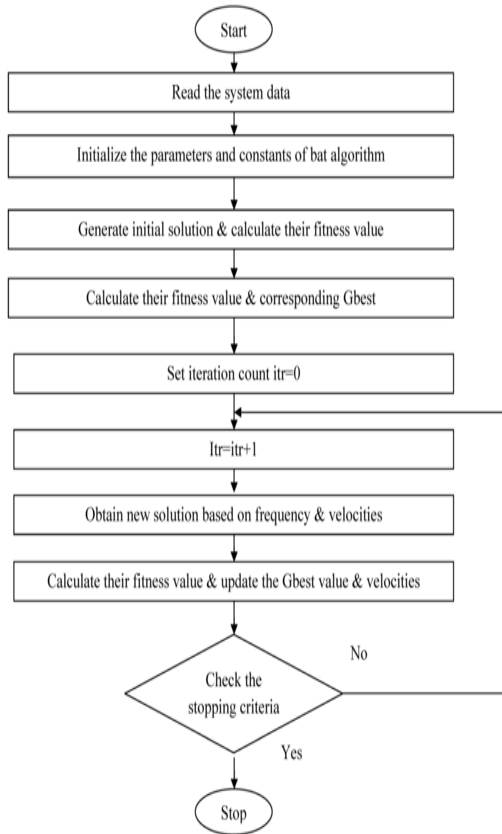 Start
Read the system data
Initialize the parameters and constants of bat algorithm
Generate initial solution & calculate their fitness value
Calculate their fitness value & corresponding Gbest
Set iteration count itr=0
Itr=itr+1
Obtain new solution based on frequency & velocities
Calculate their fitness value & update the Gbest value & velocities
No
Check the
stopping criteria
Yes
Stop